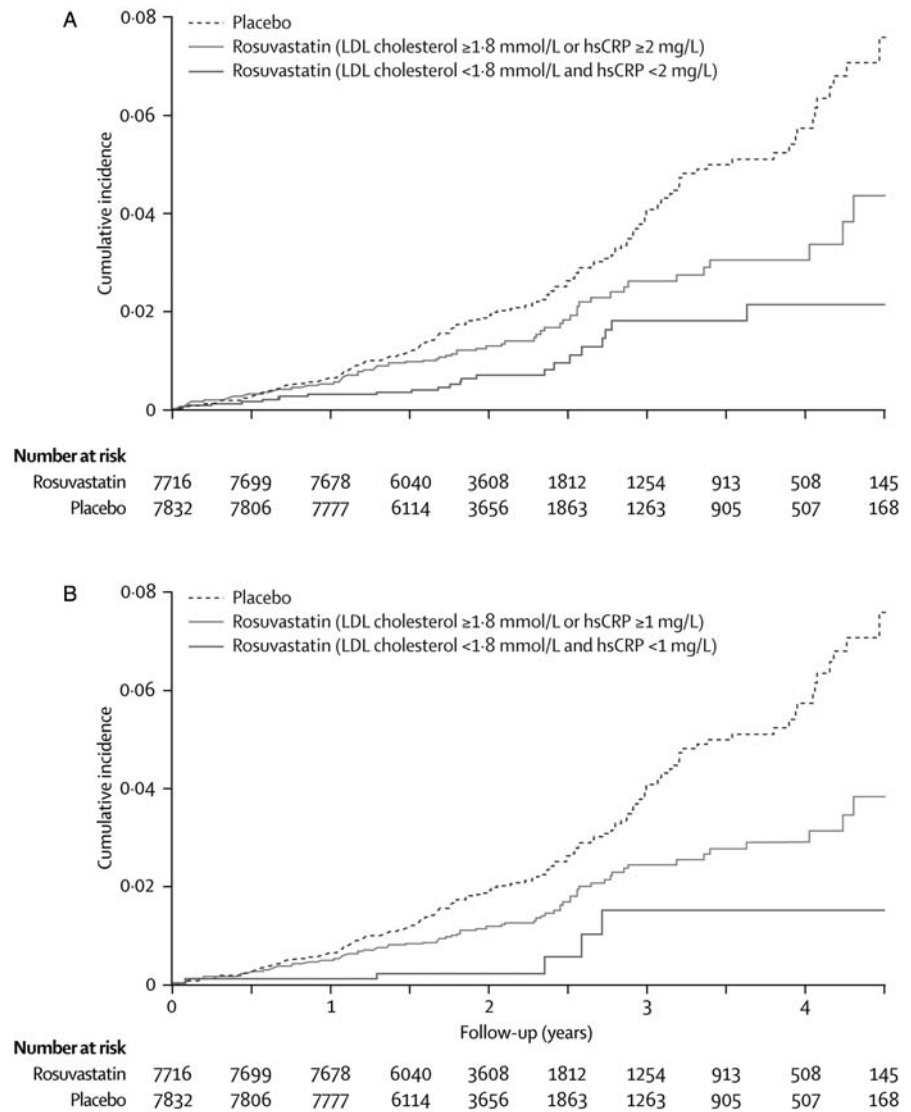 A
Placebo
Rosuvastatin (LDL cholesterol ≥1·8 mmol/L or hsCRP ≥2 mg/L)
Rosuvastatin (LDL cholesterol <1·8 mmol/L and hsCRP <2 mg/L)
0·08
0·06
0·04
0·02
0
Cumulative incidence
Number at risk
Rosuvastatin 7716 7699 7678 6040 3608 1812 1254 913 508 145
Placebo 7832 7806 7777 6114 3656 1863 1263 905 507 168
B
Placebo
Rosuvastatin (LDL cholesterol ≥1·8 mmol/L or hsCRP ≥1 mg/L)
Rosuvastatin (LDL cholesterol <1·8 mmol/L and hsCRP <1 mg/L)
0·08
0·06
0·04
0·02
0
Cumulative incidence
0 1 2 3 4
Follow-up (years)
Number at risk
Rosuvastatin 7716 7699 7678 6040 3608 1812 1254 913 508 145
Placebo 7832 7806 7777 6114 3656 1863 1263 905 507 168